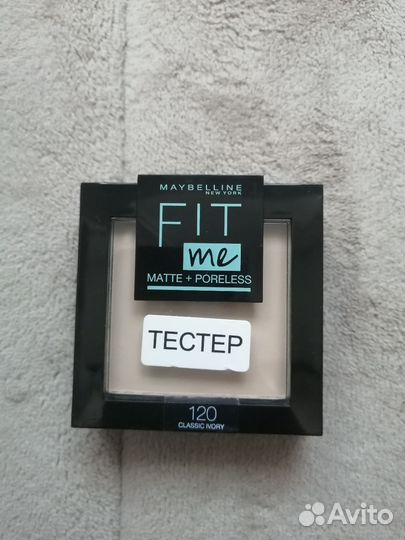 MAYBELLINE
NEW YORK
FIT
me
MATTE + PORELESS
ТЕСТЕР
120
CLASSIC IVORY
Avito